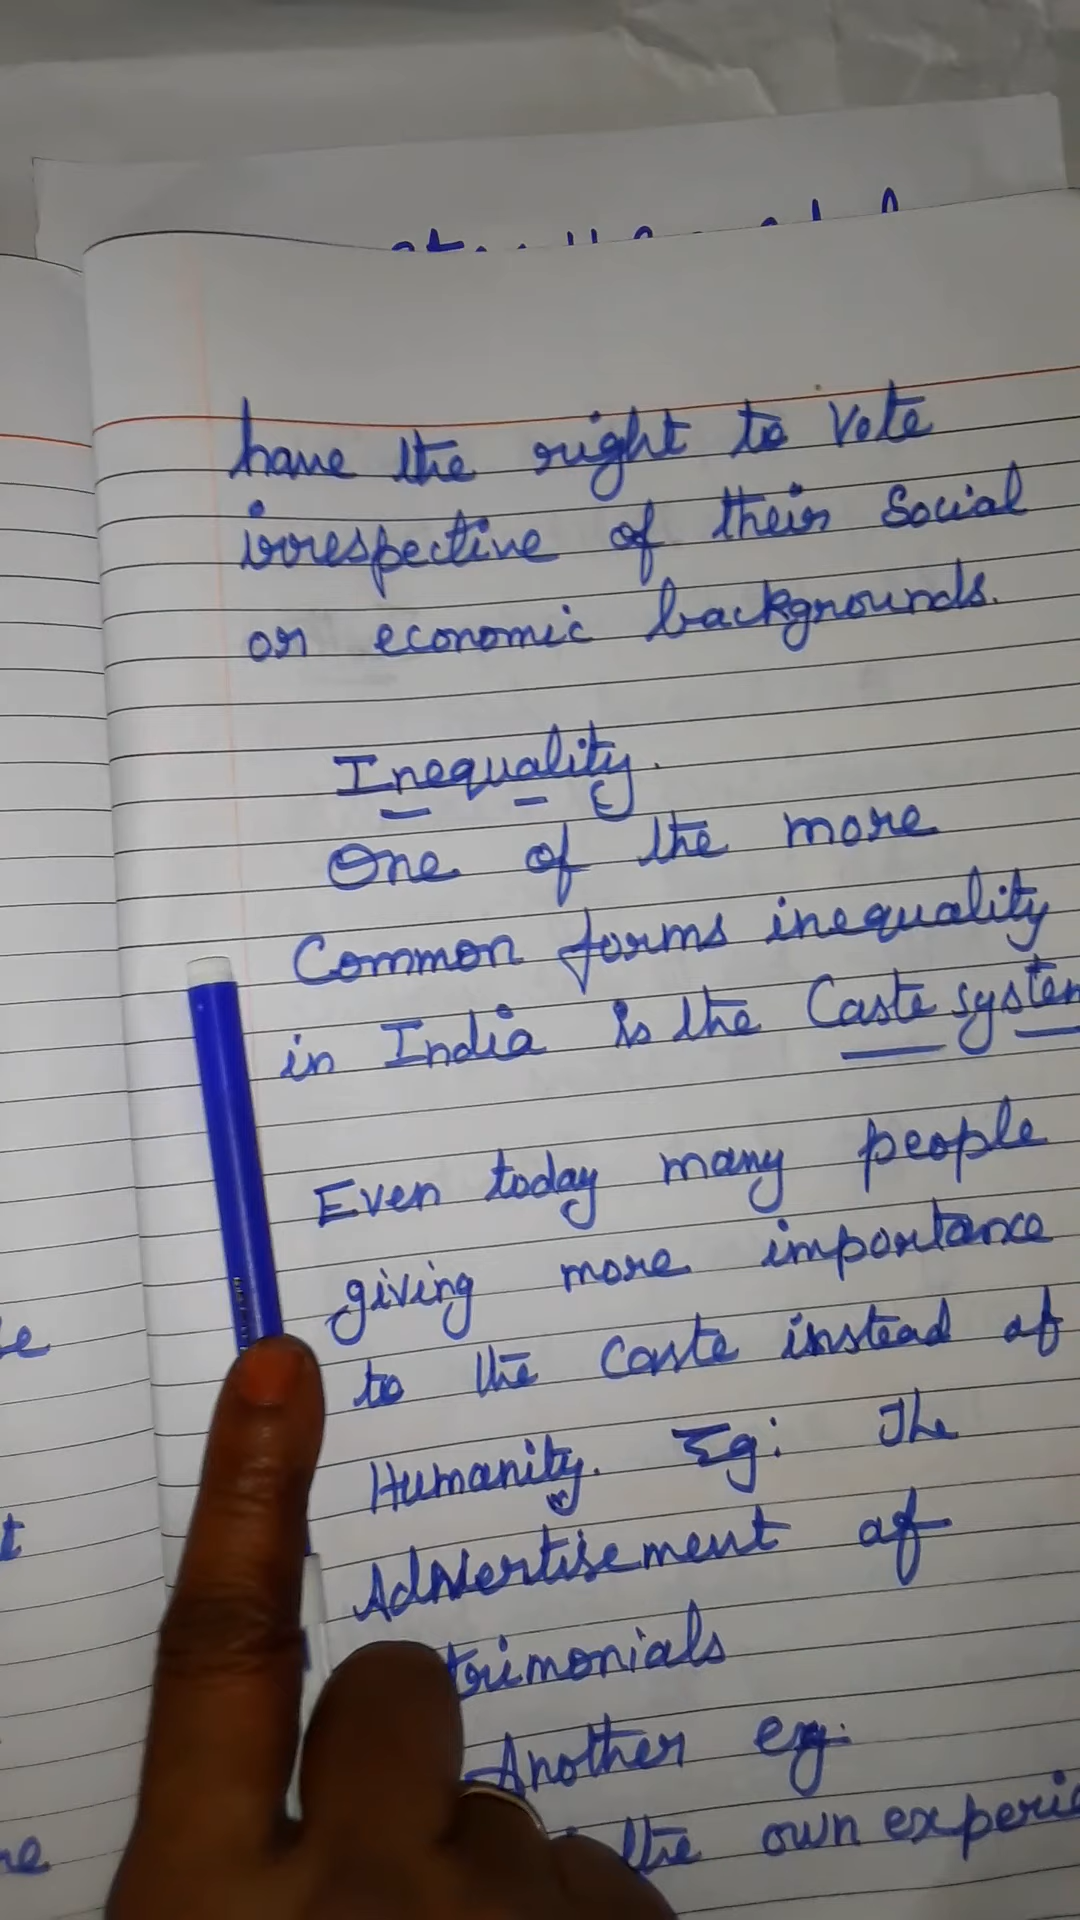 have the right to vote
irrespective of their Social
or economic backgrounds.
Inequality.
One of the more
Common forms inequality
in India is the Caste system
Even today many people
giving more importance
to the Caste instead of
Humanity. Eg: The
Advertisement of
trimonials
Another eg.
the own experi